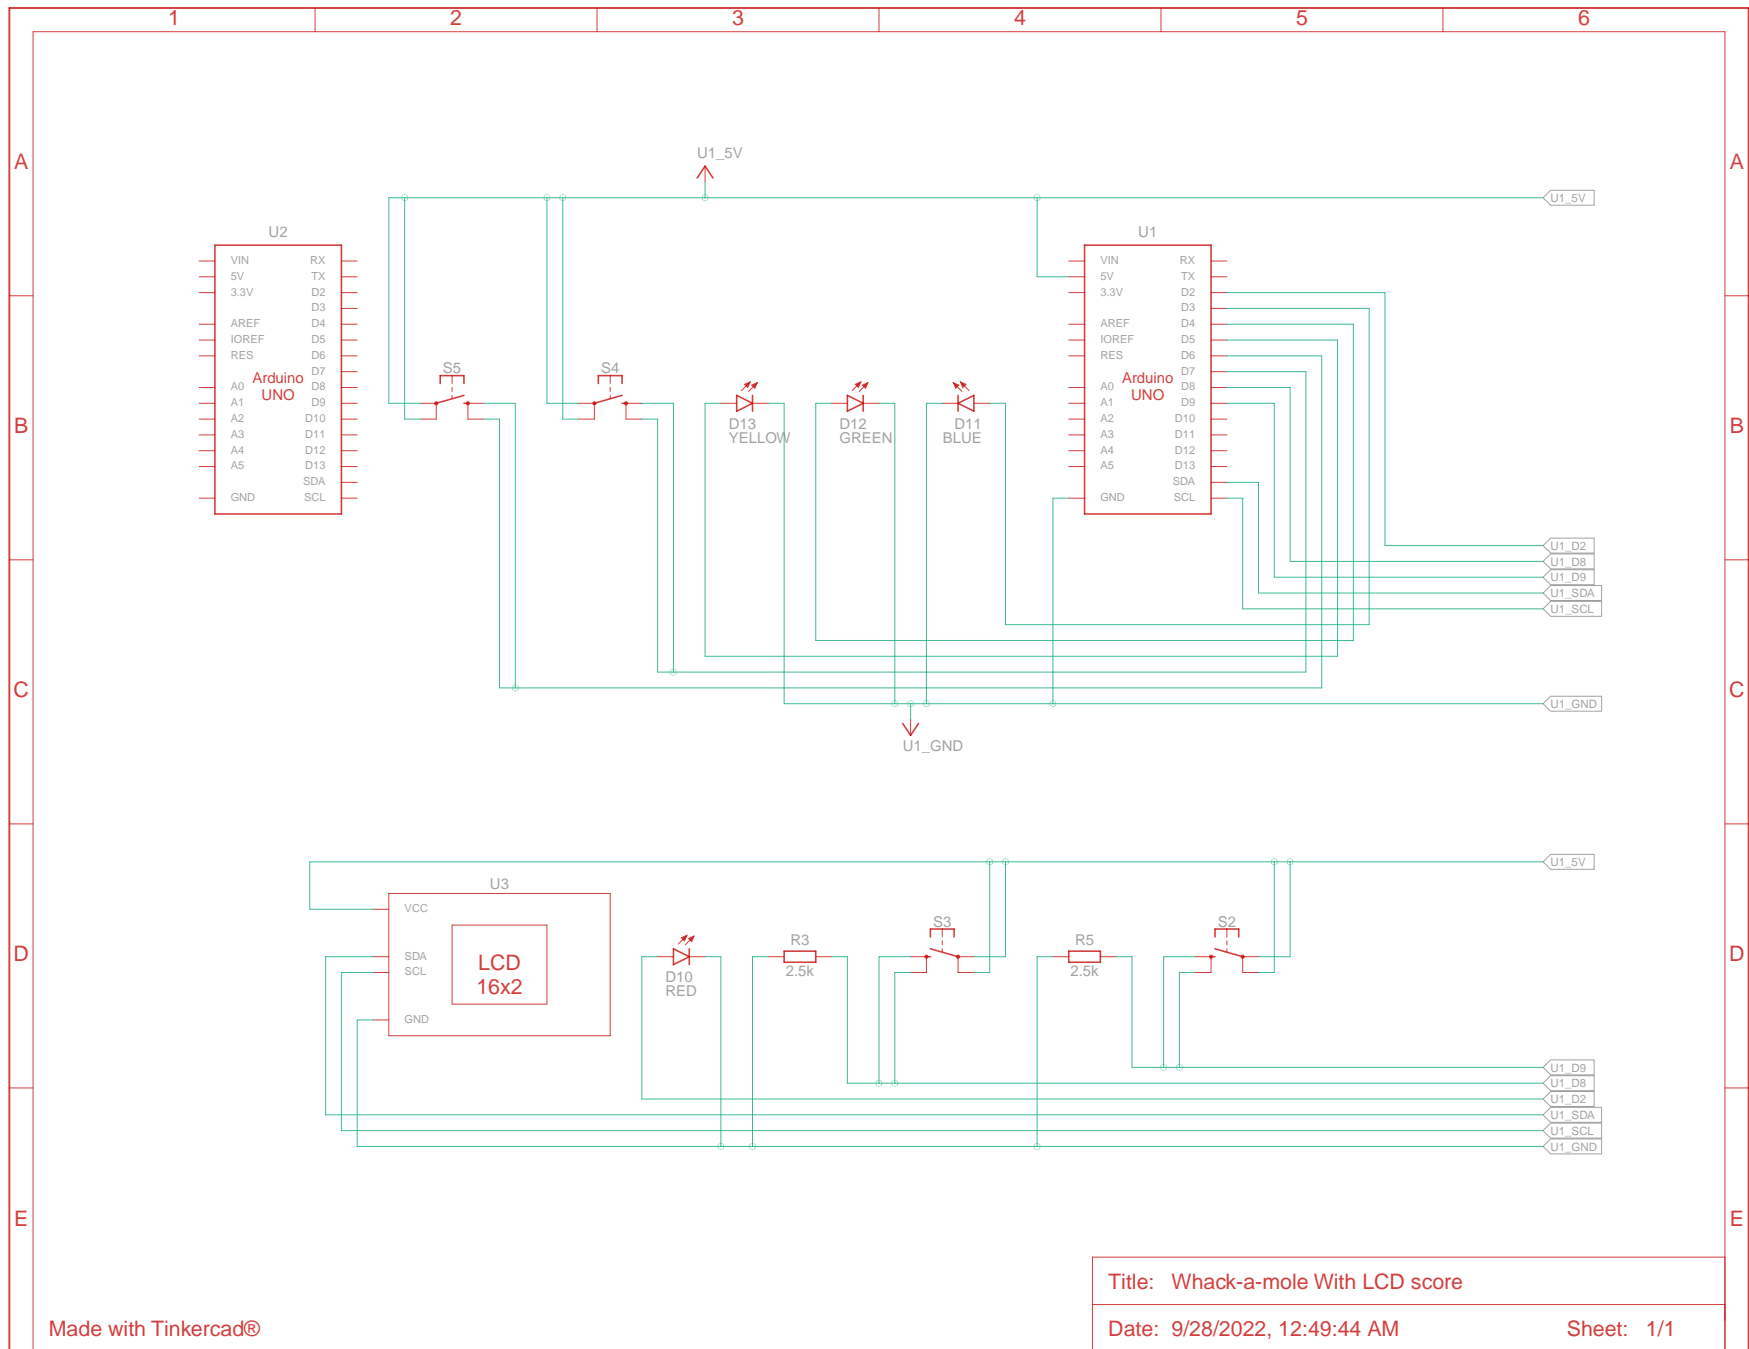 1 2 3 4 5 6
A A
U1_5V
U1_5V
U2
VIN RX
5V TX
3.3V D2
D3
AREF D4
IOREF D5
RES D6
D7
A0 D8
A1 D9
A2 D10
A3 D11
A4 D12
A5 D13
SDA
GND SCL
Arduino
UNO
S5
S4
D13
YELLOW
D12
GREEN
D11
BLUE
U1
VIN RX
5V TX
3.3V D2
D3
AREF D4
IOREF D5
RES D6
D7
A0 D8
A1 D9
A2 D10
A3 D11
A4 D12
A5 D13
SDA
GND SCL
Arduino
UNO
B B
U1_D2
U1_D8
U1_D9
U1_SDA
U1_SCL
C C
U1_GND
U1_GND
U1_5V
U3
VCC
SDA
SCL
GND
LCD
16x2
D10
RED
R3
2.5k
S3
R5
2.5k
S2
D D
U1_D9
U1_D8
U1_D2
U1_SDA
U1_SCL
U1_GND
E E
Title: Whack-a-mole With LCD score
Made with Tinkercad®
Date: 9/28/2022, 12:49:44 AM Sheet: 1/1